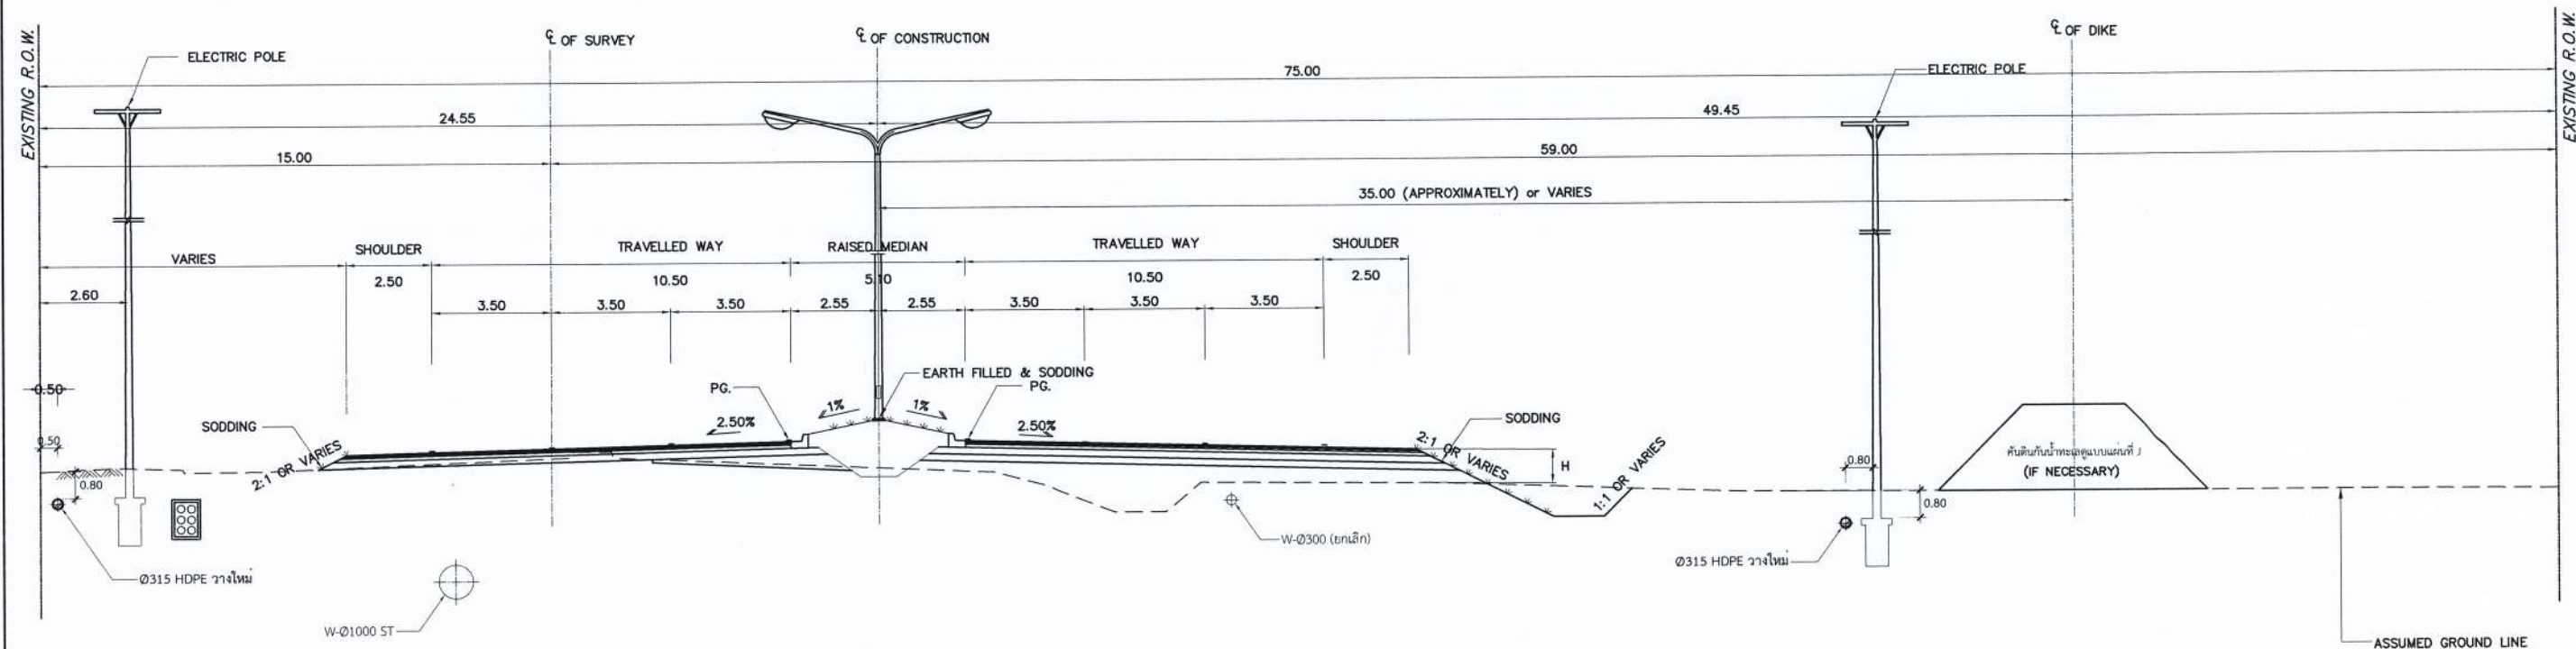 EXISTING R.O.W.
ELECTRIC POLE
℄ OF SURVEY
℄ OF CONSTRUCTION
℄ OF DIKE
EXISTING R.O.W.
75.00
ELECTRIC POLE
24.55
49.45
15.00
59.00
35.00 (APPROXIMATELY) or VARIES
VARIES
SHOULDER
TRAVELLED WAY
RAISED MEDIAN
TRAVELLED WAY
SHOULDER
2.50
10.50
5.10
10.50
2.50
2.60
3.50
3.50
3.50
2.55
2.55
3.50
3.50
3.50
EARTH FILLED & SODDING
PG.
PG.
0.50
1%
1%
SODDING
2.50%
2.50%
SODDING
0.50
2:1 OR VARIES
2:1 OR VARIES
H
1:1 OR VARIES
0.80
0.80
(IF NECESSARY)
0.80
W-Ø300 (ยกเลิก)
Ø315 HDPE วางใหม่
Ø315 HDPE วางใหม่
W-Ø1000 ST
ASSUMED GROUND LINE